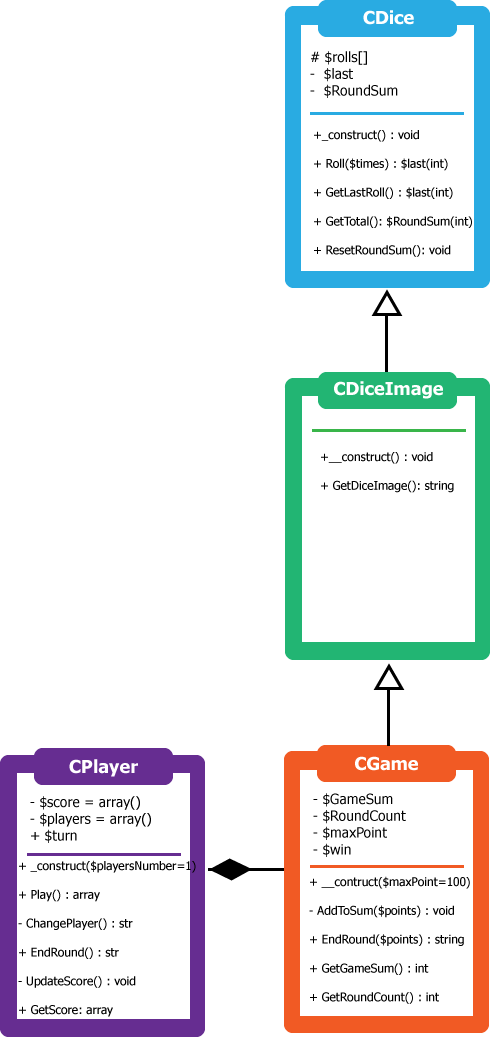 CDice
# $rolls[]
- $last
- $RoundSum
+_construct() : void
+ Roll($times) : $last(int)
+ GetLastRoll() : $last(int)
+ GetTotal(): $RoundSum(int)
+ ResetRoundSum(): void
CDiceImage
+__construct() : void
+ GetDiceImage(): string
CPlayer
- $score = array()
- $players = array()
+ $turn
+ _construct($playersNumber=1)
+ Play() : array
- ChangePlayer() : str
+ EndRound() : str
- UpdateScore() : void
+ GetScore: array
CGame
- $GameSum
- $RoundCount
- $maxPoint
- $win
+ __contruct($maxPoint=100)
- AddToSum($points) : void
+ EndRound($points) : string
+ GetGameSum() : int
+ GetRoundCount() : int